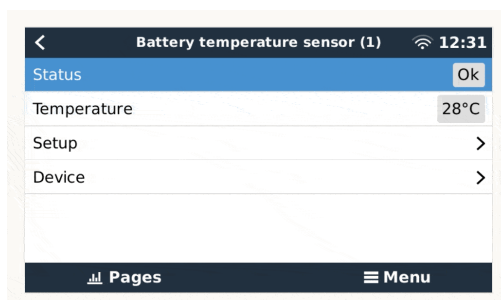 Battery temperature sensor (1) 12:31
Status Ok
Temperature 28°C
Setup
Device
Pages Menu